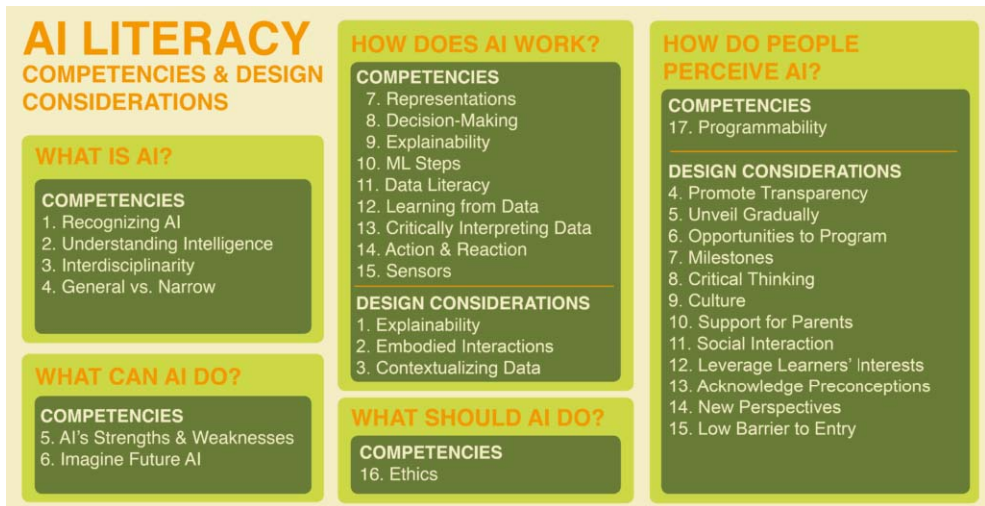 AI LITERACY
COMPETENCIES & DESIGN
CONSIDERATIONS
WHAT IS AI?
COMPETENCIES
1. Recognizing AI
2. Understanding Intelligence
3. Interdisciplinarity
4. General vs. Narrow
WHAT CAN AI DO?
COMPETENCIES
5. AI's Strengths & Weaknesses
6. Imagine Future AI
HOW DOES AI WORK?
COMPETENCIES
7. Representations
8. Decision-Making
9. Explainability
10. ML Steps
11. Data Literacy
12. Learning from Data
13. Critically Interpreting Data
14. Action & Reaction
15. Sensors
DESIGN CONSIDERATIONS
1. Explainability
2. Embodied Interactions
3. Contextualizing Data
WHAT SHOULD AI DO?
COMPETENCIES
16. Ethics
HOW DO PEOPLE
PERCEIVE AI?
COMPETENCIES
17. Programmability
DESIGN CONSIDERATIONS
4. Promote Transparency
5. Unveil Gradually
6. Opportunities to Program
7. Milestones
8. Critical Thinking
9. Culture
10. Support for Parents
11. Social Interaction
12. Leverage Learners' Interests
13. Acknowledge Preconceptions
14. New Perspectives
15. Low Barrier to Entry